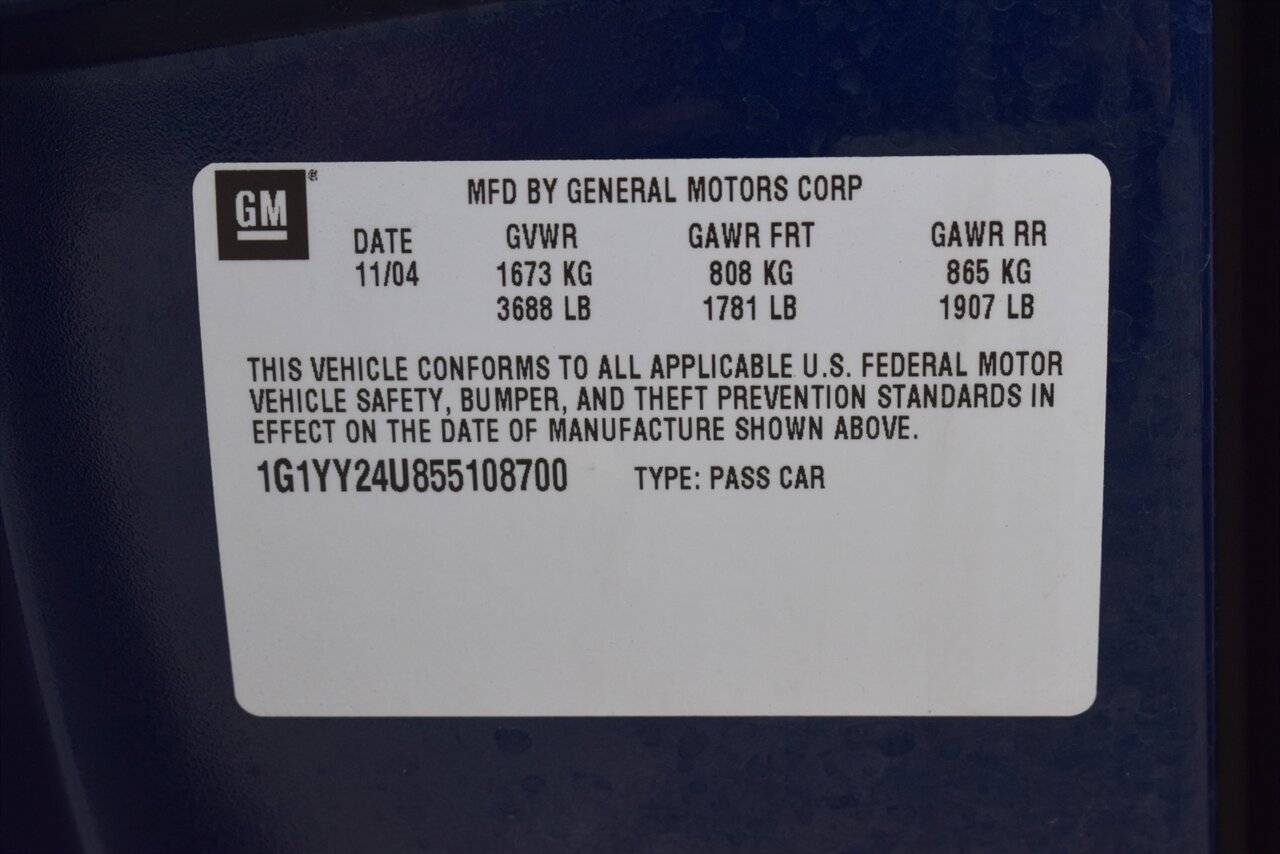 GM®
MFD BY GENERAL MOTORS CORP
DATE GVWR GAWR FRT GAWR RR
11/04 1673 KG 808 KG 865 KG
3688 LB 1781 LB 1907 LB
THIS VEHICLE CONFORMS TO ALL APPLICABLE U.S. FEDERAL MOTOR
VEHICLE SAFETY, BUMPER, AND THEFT PREVENTION STANDARDS IN
EFFECT ON THE DATE OF MANUFACTURE SHOWN ABOVE.
1G1YY24U855108700 TYPE: PASS CAR